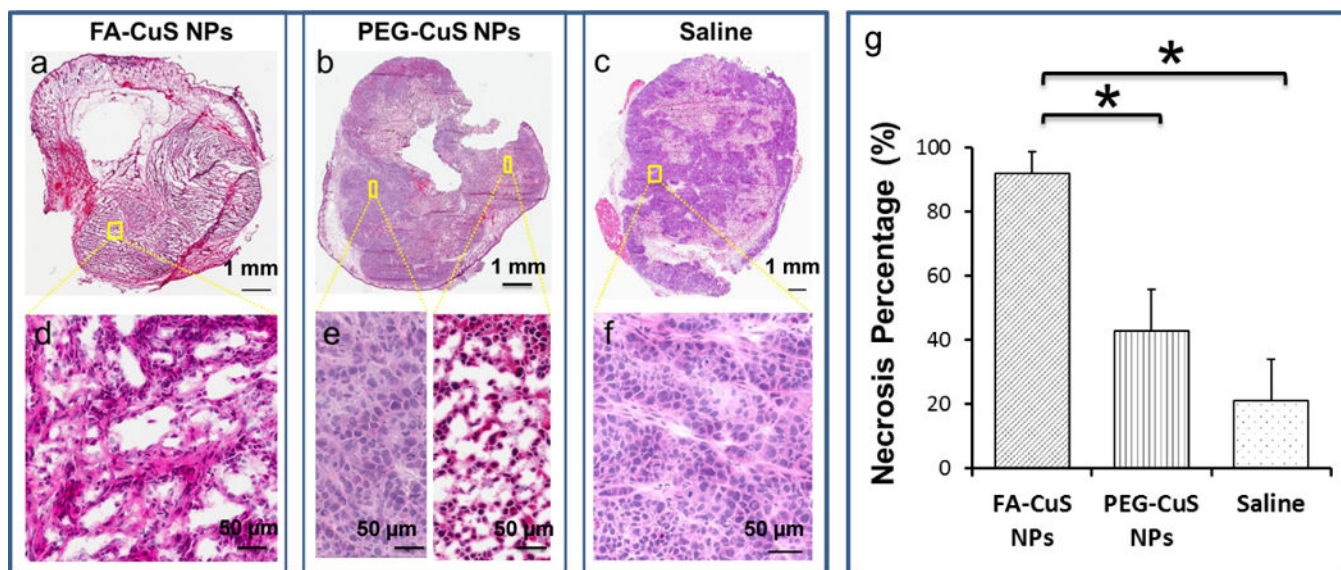 FA-CuS NPs
a
1 mm
d
50 µm
PEG-CuS NPs
b
1 mm
e
50 µm
50 µm
Saline
c
1 mm
f
50 µm
g
*
*
Necrosis Percentage (%)
100
80
60
40
20
0
FA-CuS
NPs
PEG-CuS
NPs
Saline